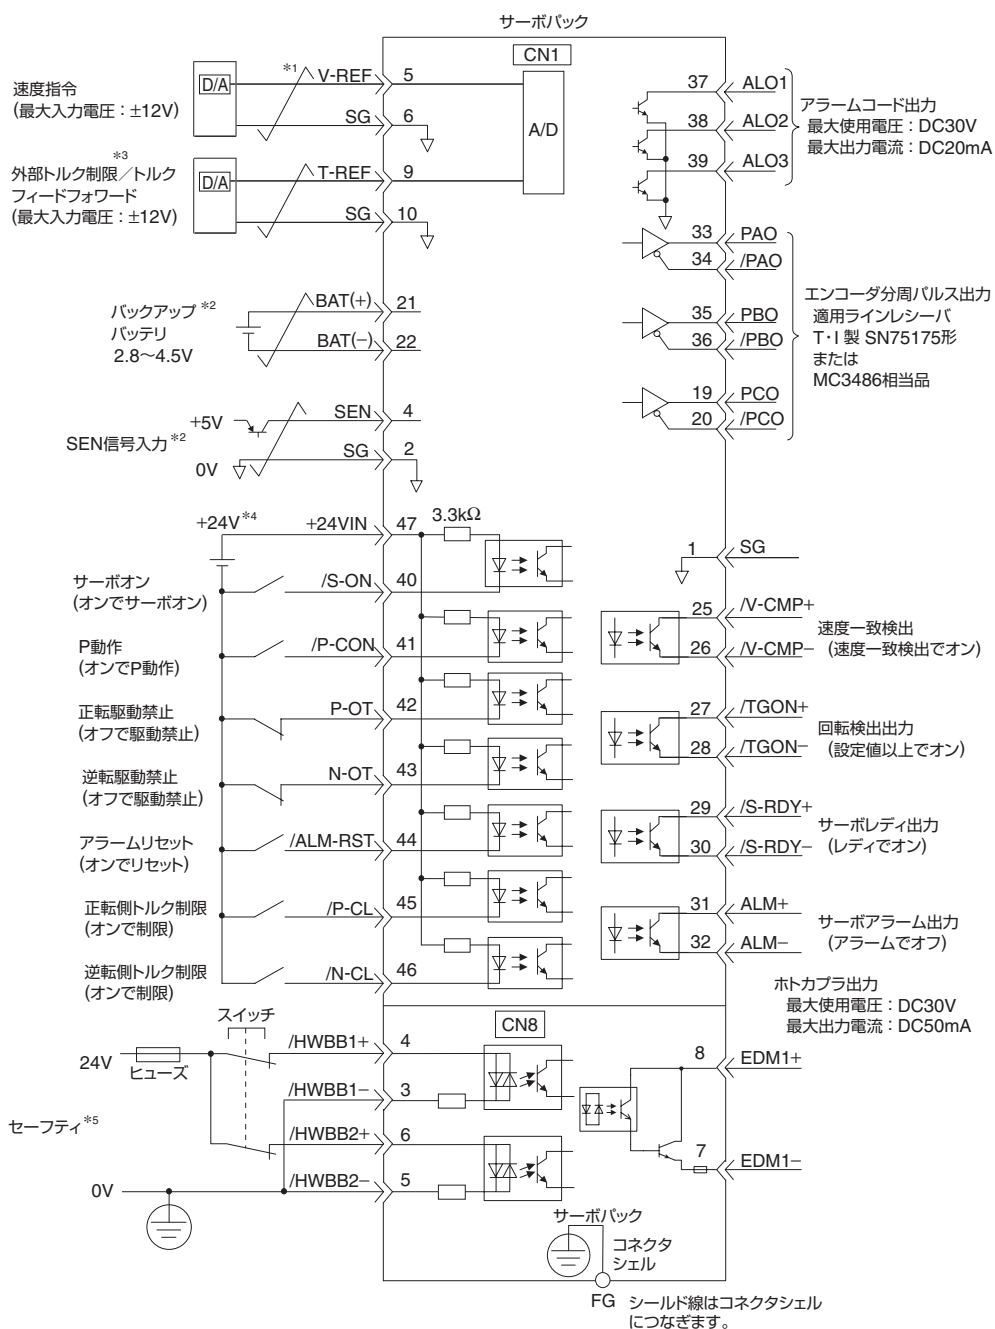 サーボパック
CN1
速度指令
(最大入力電圧:±12V)
D/A
*1
V-REF
5
SG
6
A/D
外部トルク制限/トルク*3
フィードフォワード
(最大入力電圧:±12V)
D/A
T-REF
9
SG
10
バックアップ*2
バッテリ
2.8〜4.5V
BAT(+)
21
BAT(−)
22
+5V
SEN
4
SEN信号入力*2
0V
SG
2
+24V*4
+24VIN
47
3.3kΩ
サーボオン
(オンでサーボオン)
/S-ON
40
P動作
(オンでP動作)
/P-CON
41
正転駆動禁止
(オフで駆動禁止)
P-OT
42
逆転駆動禁止
(オフで駆動禁止)
N-OT
43
アラームリセット
(オンでリセット)
/ALM-RST
44
正転側トルク制限
(オンで制限)
/P-CL
45
逆転側トルク制限
(オンで制限)
/N-CL
46
37
ALO1
38
ALO2
39
ALO3
アラームコード出力
最大使用電圧:DC30V
最大出力電流:DC20mA
33
PAO
34
/PAO
35
PBO
36
/PBO
19
PCO
20
/PCO
エンコーダ分周パルス出力
適用ラインレシーバ
T・I 製 SN75175形
または
MC3486相当品
1
SG
25
/V-CMP+
26
/V-CMP−
速度一致検出
(速度一致検出でオン)
27
/TGON+
28
/TGON−
回転検出出力
(設定値以上でオン)
29
/S-RDY+
30
/S-RDY−
サーボレディ出力
(レディでオン)
31
ALM+
32
ALM−
サーボアラーム出力
(アラームでオフ)
ホトカプラ出力
最大使用電圧:DC30V
最大出力電流:DC50mA
スイッチ
CN8
24V
ヒューズ
/HWBB1+
4
/HWBB1−
3
セーフティ*5
/HWBB2+
6
0V
/HWBB2−
5
8
EDM1+
7
EDM1−
サーボパック
コネクタ
シェル
FG
シールド線はコネクタシェル
につなぎます。